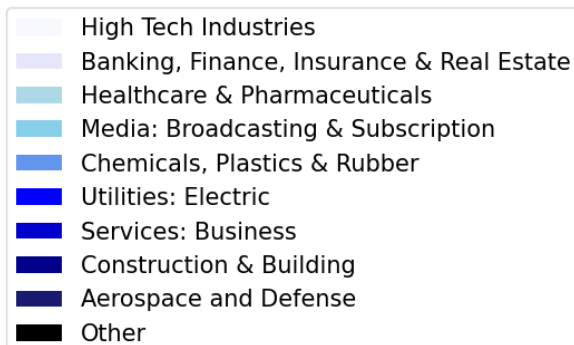 High Tech Industries
Banking, Finance, Insurance & Real Estate
Healthcare & Pharmaceuticals
Media: Broadcasting & Subscription
Chemicals, Plastics & Rubber
Utilities: Electric
Services: Business
Construction & Building
Aerospace and Defense
Other